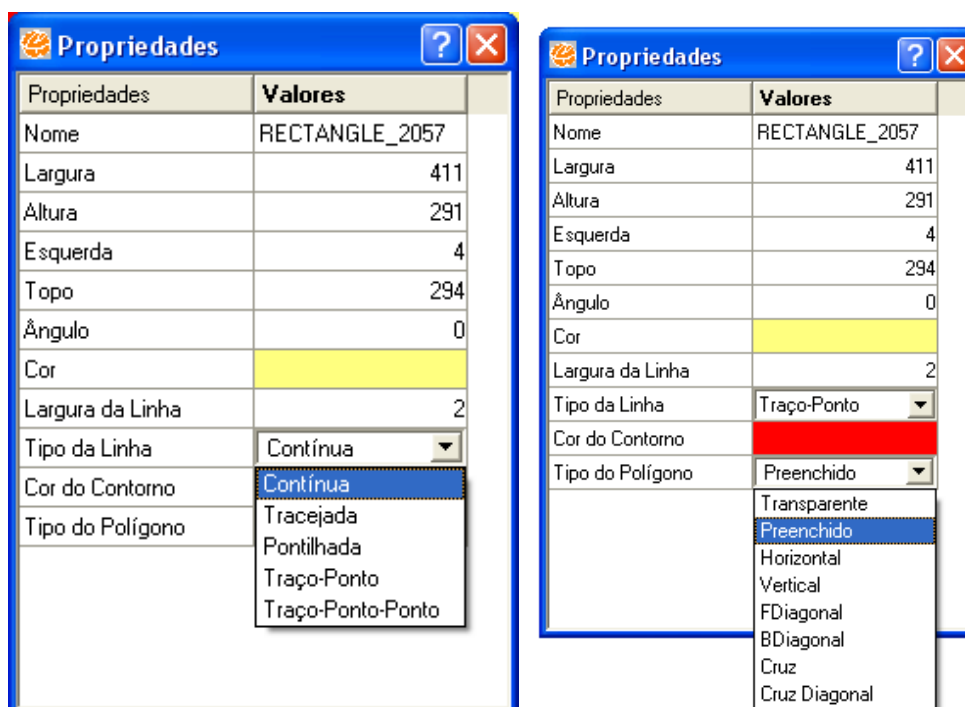 Propriedades
Propriedades Valores
Nome RECTANGLE_2057
Largura 411
Altura 291
Esquerda 4
Topo 294
Ângulo 0
Cor
Largura da Linha 2
Tipo da Linha Contínua
Cor do Contorno
Tipo do Polígono
Contínua
Tracejada
Pontilhada
Traço-Ponto
Traço-Ponto-Ponto
Propriedades
Propriedades Valores
Nome RECTANGLE_2057
Largura 411
Altura 291
Esquerda 4
Topo 294
Ângulo 0
Cor
Largura da Linha 2
Tipo da Linha Traço-Ponto
Cor do Contorno
Tipo do Polígono Preenchido
Transparente
Preenchido
Horizontal
Vertical
FDiagonal
BDiagonal
Cruz
Cruz Diagonal